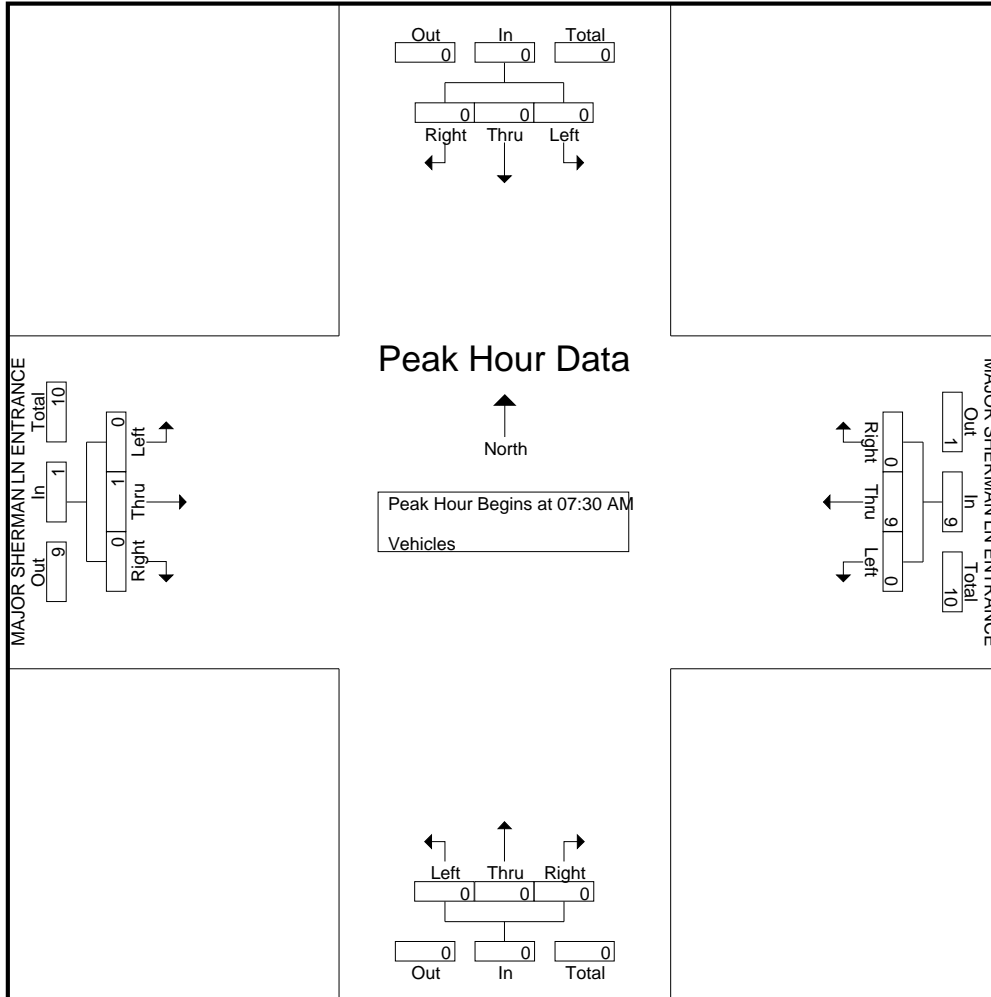 Out In Total
0 0 0
0 0 0
Right Thru Left
Peak Hour Data
North
Peak Hour Begins at 07:30 AM
Vehicles
MAJOR SHERMAN LN ENTRANCE
Total In Out
10 1 9
0 1 0
Left Thru Right
Right Thru Left
0 9 0
Out In Total
1 9 10
MAJOR SHERMAN LN ENTRANCE
Left Thru Right
0 0 0
0 0 0
Out In Total